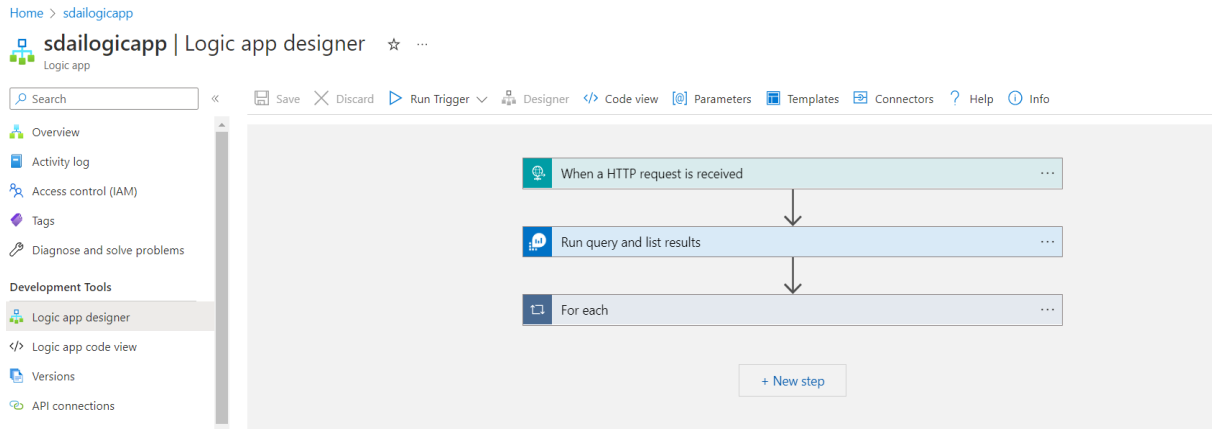 Home > sdailogicapp
sdailogicapp | Logic app designer ☆ ...
Logic app
Search «
Save Discard Run Trigger Designer Code view Parameters Templates Connectors Help Info
Overview
Activity log
Access control (IAM)
Tags
Diagnose and solve problems
Development Tools
Logic app designer
Logic app code view
Versions
API connections
When a HTTP request is received ...
Run query and list results ...
For each ...
+ New step